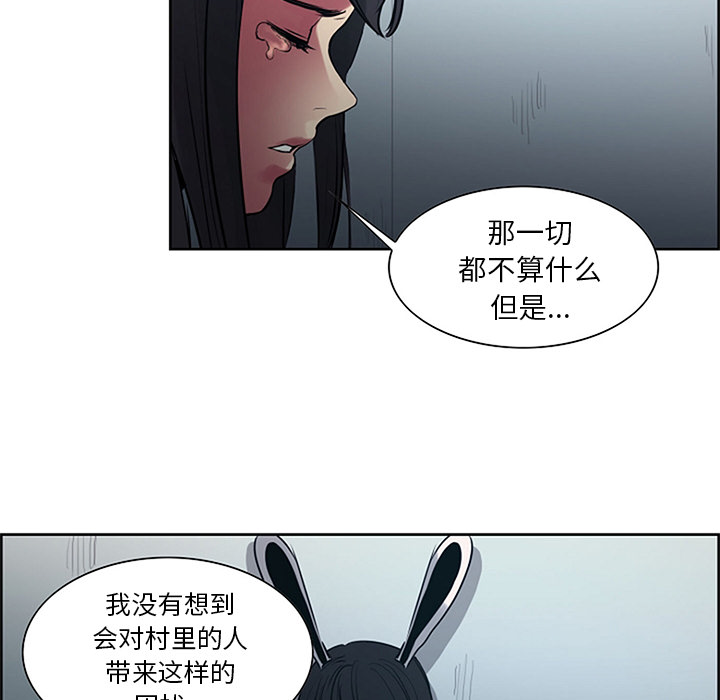 那一切
都不算什么
但是...
我没有想到
会对村里的人
带来这样的